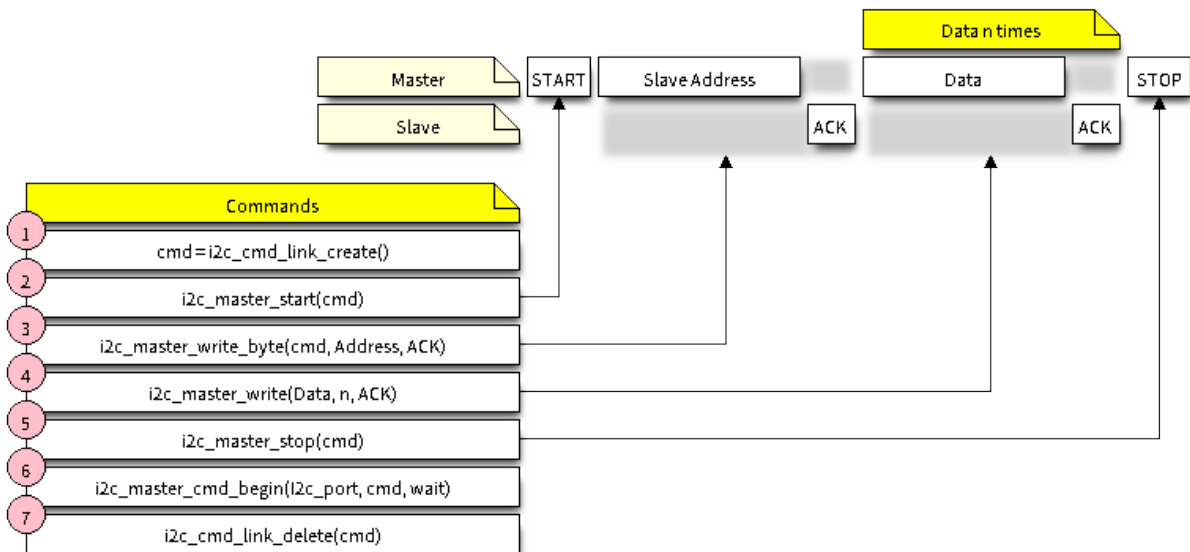 Data n times
Master
START
Slave Address
Data
STOP
Slave
ACK
ACK
Commands
1
cmd=i2c_cmd_link_create()
2
i2c_master_start(cmd)
3
i2c_master_write_byte(cmd, Address, ACK)
4
i2c_master_write(Data, n, ACK)
5
i2c_master_stop(cmd)
6
i2c_master_cmd_begin(I2c_port, cmd, wait)
7
i2c_cmd_link_delete(cmd)